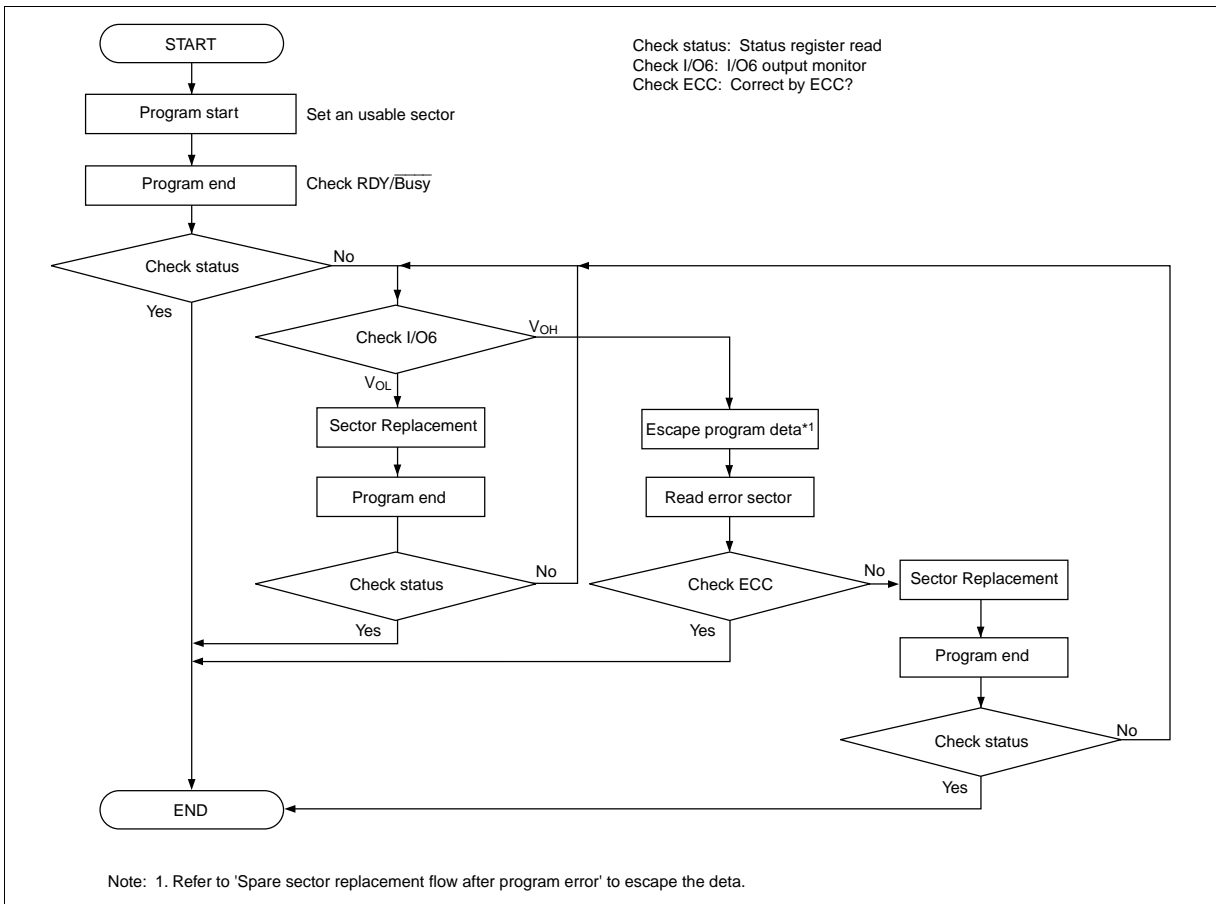 START
Check status: Status register read
Check I/O6: I/O6 output monitor
Check ECC: Correct by ECC?
Program start
Set an usable sector
Program end
Check RDY/Busy
Check status
No
Yes
Check I/O6
VOH
VOL
Sector Replacement
Escape program deta*1
Program end
Read error sector
Check status
No
Yes
Check ECC
No
Yes
Sector Replacement
Program end
Check status
No
Yes
END
Note: 1. Refer to 'Spare sector replacement flow after program error' to escape the deta.